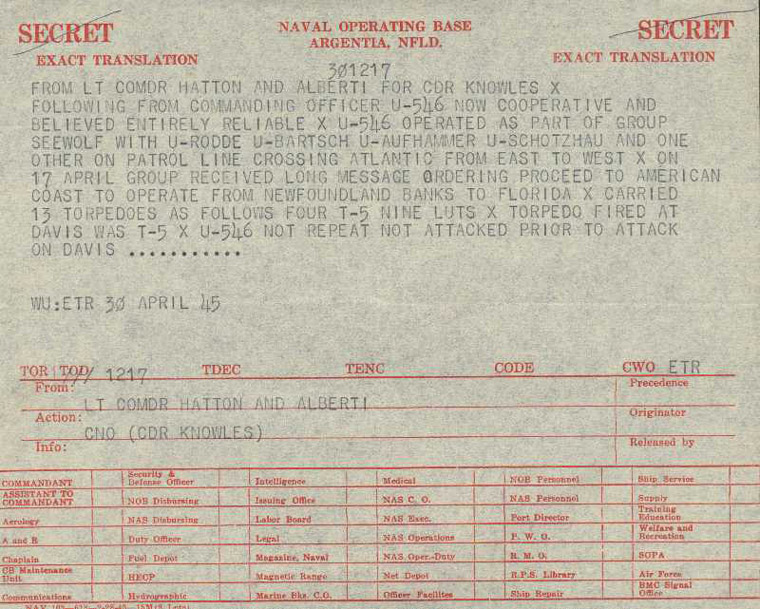 SECRET
NAVAL OPERATING BASE
SECRET
EXACT TRANSLATION
ARGENTIA, NFLD.
EXACT TRANSLATION
301217
FROM LT COMDR HATTON AND ALBERTI FOR CDR KNOWLES X
FOLLOWING FROM COMMANDING OFFICER U-546 NOW COOPERATIVE AND
BELIEVED ENTIRELY RELIABLE X U-546 OPERATED AS PART OF GROUP
SEEWOLF WITH U-RODDE U-BARTSCH U-AUFHAMMER U-SCHOTZHAU AND ONE
OTHER ON PATROL LINE CROSSING ATLANTIC FROM EAST TO WEST X ON
17 APRIL GROUP RECEIVED LONG MESSAGE ORDERING PROCEED TO AMERICAN
COAST TO OPERATE FROM NEWFOUNDLAND BANKS TO FLORIDA X CARRIED
13 TORPEDOES AS FOLLOWS FOUR T-5 NINE LUTS X TORPEDO FIRED AT
DAVIS WAS T-5 X U-546 NOT REPEAT NOT ATTACKED PRIOR TO ATTACK
ON DAVIS ...........
WU:ETR 30 APRIL 45
TOR TOD 1217 TDEC TENC CODE CWO ETR
From: LT COMDR HATTON AND ALBERTI Precedence
Action: CNO (CDR KNOWLES) Originator
Info: Released by
COMMANDANT Security & Defense Officer Intelligence Medical NOB Personnel Ship Service
ASSISTANT TO COMMANDANT NOB Disbursing Issuing Office NAS C. O. NAS Personnel Supply
Aerology NAS Disbursing Labor Board NAS Exec. Port Director Training Education
A and R Duty Officer Legal NAS Operations P. W. O. Welfare and Recreation
Chaplain Fuel Depot Magazine, Naval NAS Oper.-Duty R. M. O. SOPA
CB Maintenance Unit HECP Magnetic Range Net Depot R.P.S. Library Air Force
Communications Hydrographic Marine Bks. C.O. Officer Facilites Ship Repair BMC Signal Office